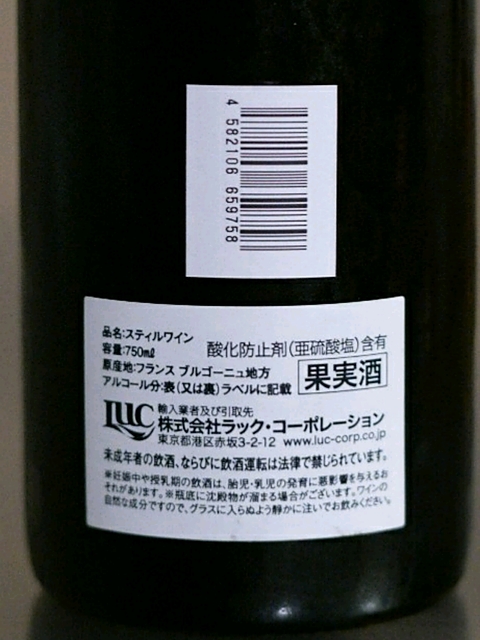 4 582106 659758
品名:スティルワイン
容量:750㎖
酸化防止剤(亜硫酸塩)含有
原産地:フランス ブルゴーニュ地方
アルコール分:表(又は裏)ラベルに記載
果実酒
LUC
輸入業者及び引取先
株式会社ラック・コーポレーション
東京都港区赤坂3-2-12 www.luc-corp.co.jp
未成年者の飲酒、ならびに飲酒運転は法律で禁じられています。
※妊娠中や授乳期の飲酒は、胎児・乳児の発育に悪影響を与えるお
それがあります。※瓶底に沈殿物が溜まる場合がございます。ワインの
自然な成分ですので、グラスに入らぬよう静かに注いでお飲みください。